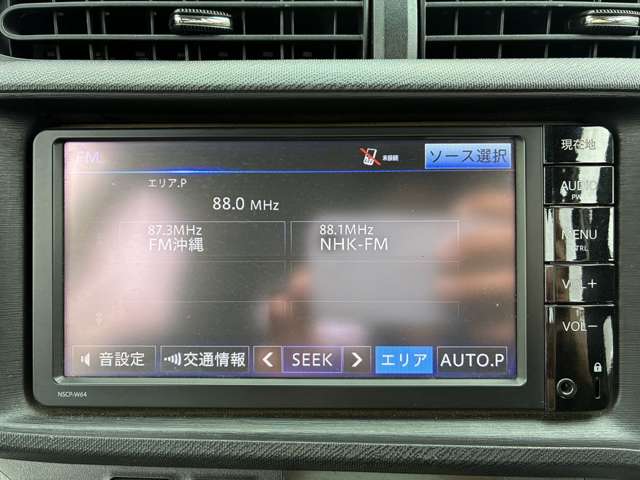 FM
未接続
ソース選択
エリア.P
88.0 MHz
87.3MHz
FM沖縄
88.1MHz
NHK-FM
音設定
交通情報
SEEK
エリア
AUTO.P
NSCP-W64
現在地
AUDIO
MENU
VOL+
VOL−